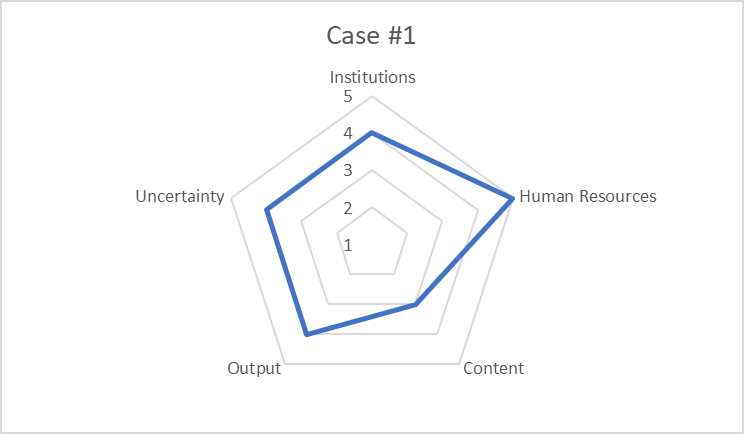 Case #1
Institutions
5
4
3
2
1
Uncertainty
Human Resources
Output
Content